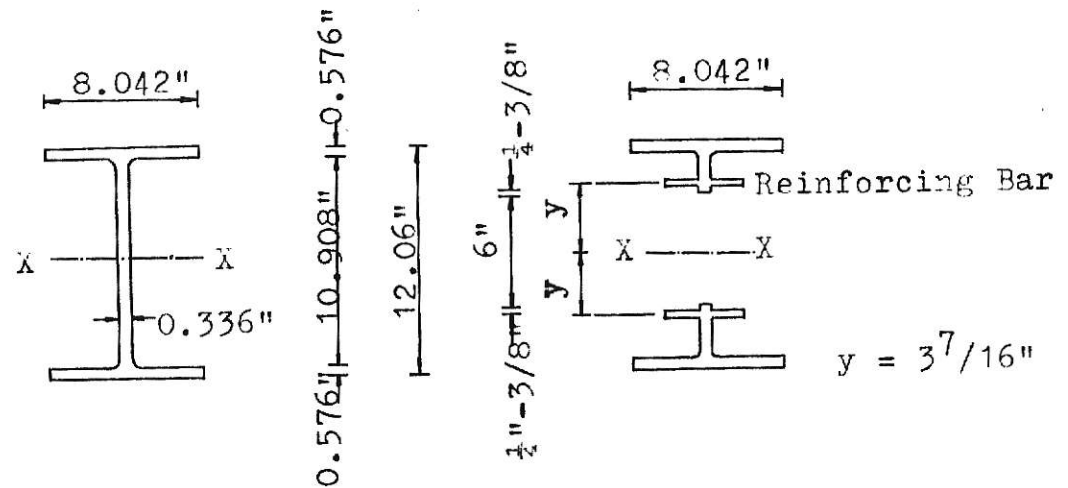 8.042"
0.576"
X
X
0.336"
10.908"
0.576"
12.06"
¼-3/8"
6"
½"-3/8"
8.042"
Reinforcing Bar
y
X
X
y
y = 3 7/16"